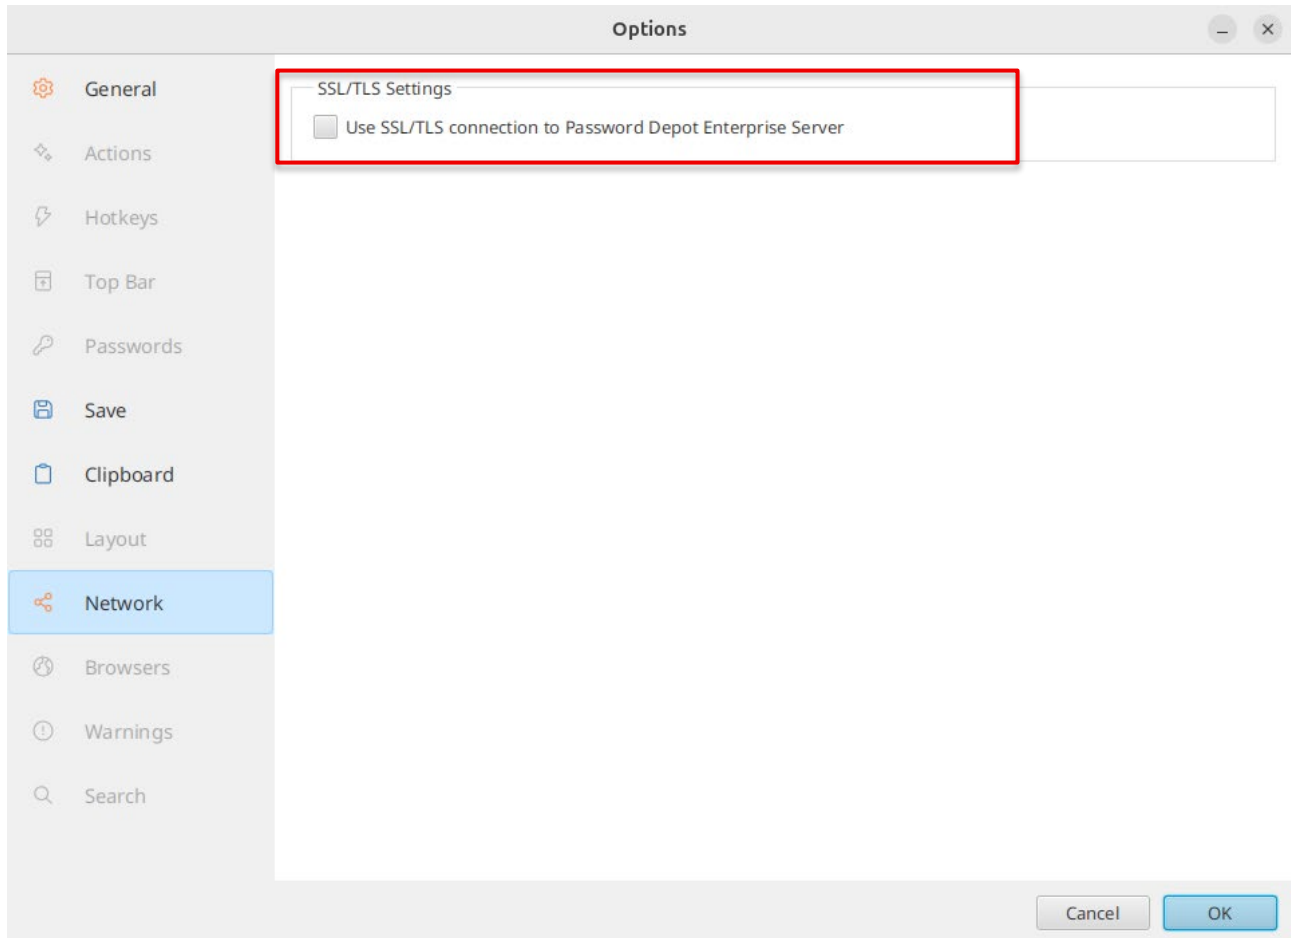 Options
General
SSL/TLS Settings
Use SSL/TLS connection to Password Depot Enterprise Server
Actions
Hotkeys
Top Bar
Passwords
Save
Clipboard
Layout
Network
Browsers
Warnings
Search
Cancel
OK